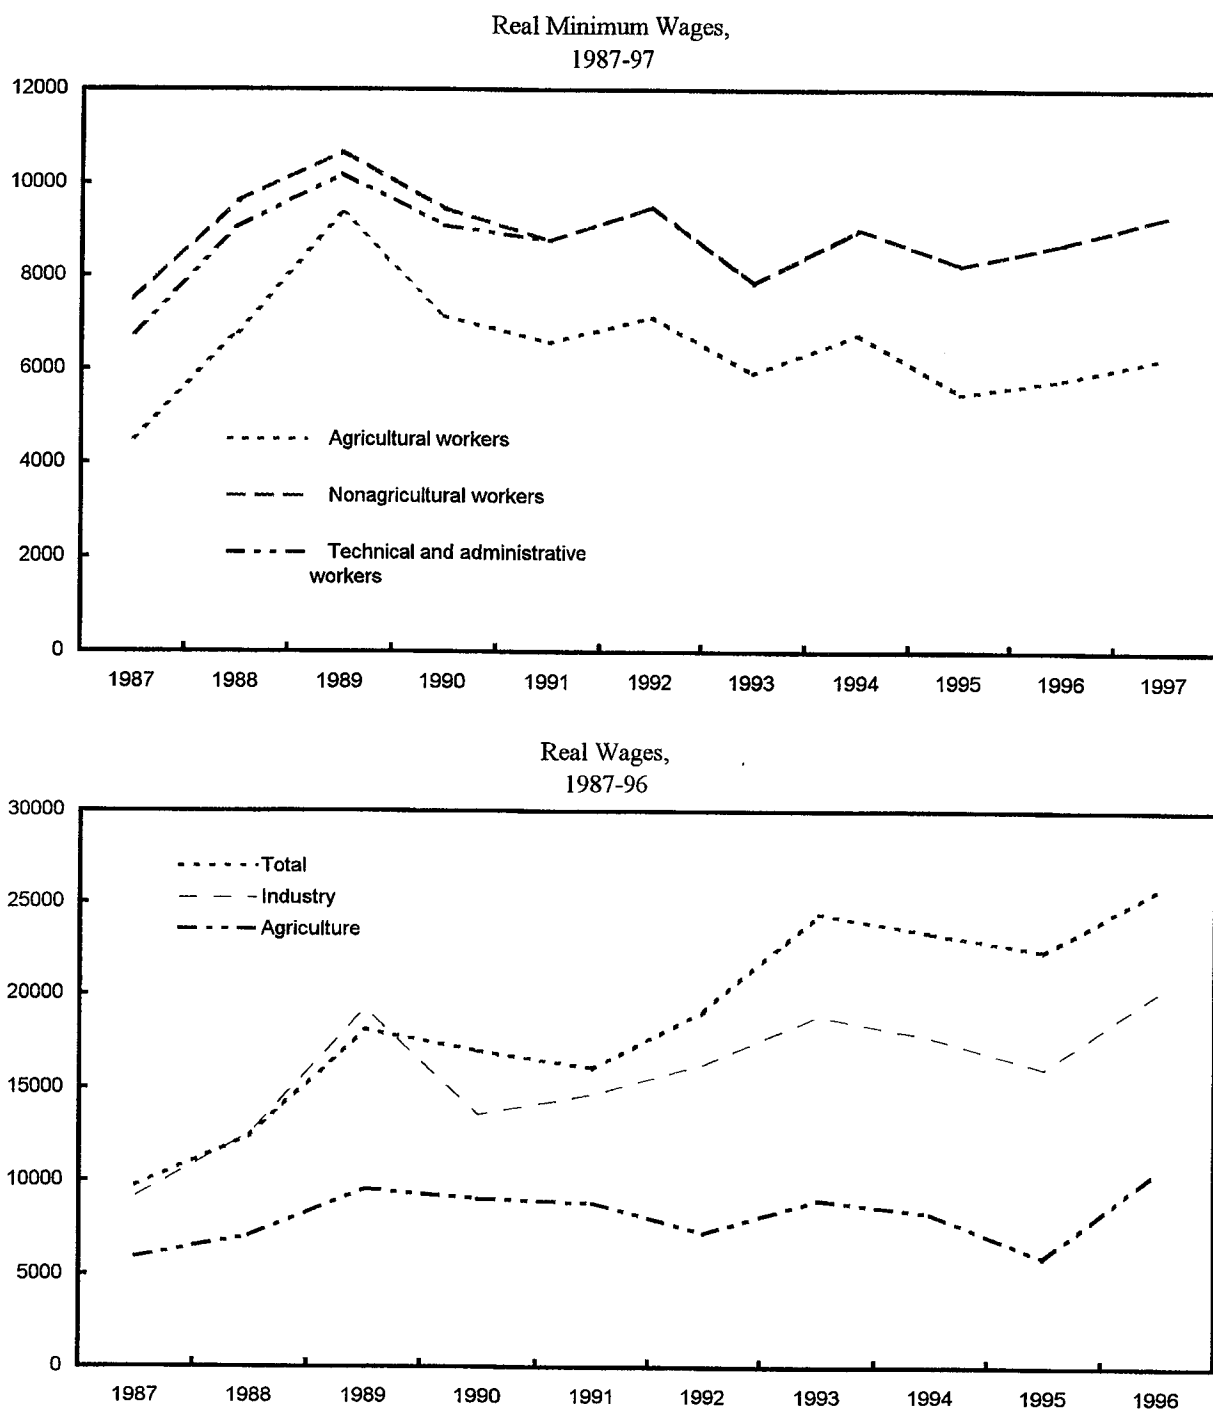 Real Minimum Wages,
1987-97
12000
10000
8000
6000
4000
2000
0
Agricultural workers
Nonagricultural workers
Technical and administrative
workers
1987 1988 1989 1990 1991 1992 1993 1994 1995 1996 1997
Real Wages,
1987-96
30000
25000
20000
15000
10000
5000
0
Total
Industry
Agriculture
1987 1988 1989 1990 1991 1992 1993 1994 1995 1996